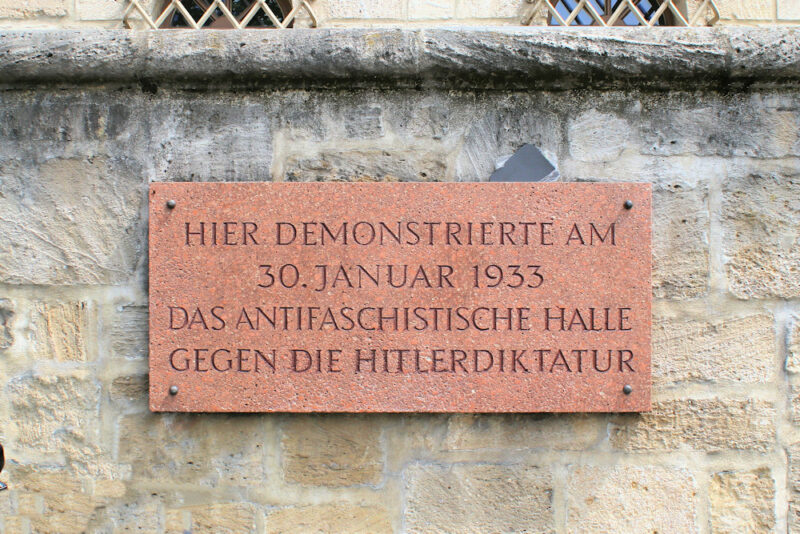 HIER DEMONSTRIERTE AM
30. JANUAR 1933
DAS ANTIFASCHISTISCHE HALLE
GEGEN DIE HITLERDIKTATUR